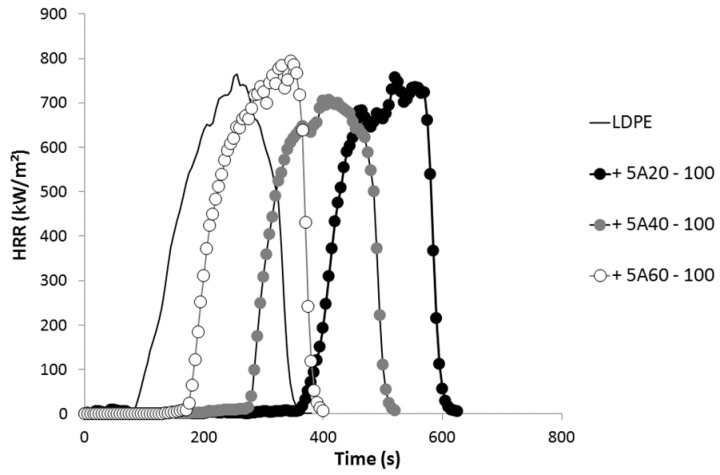 900
800
700
600
500
400
300
200
100
0
HRR (kW/m²)
0 200 400 600 800
Time (s)
LDPE
+ 5A20 - 100
+ 5A40 - 100
+ 5A60 - 100